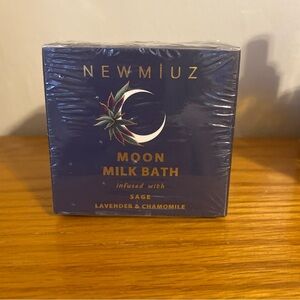 NEWMIUZ
MOON
MILK BATH
infused with
SAGE
LAVENDER & CHAMOMILE